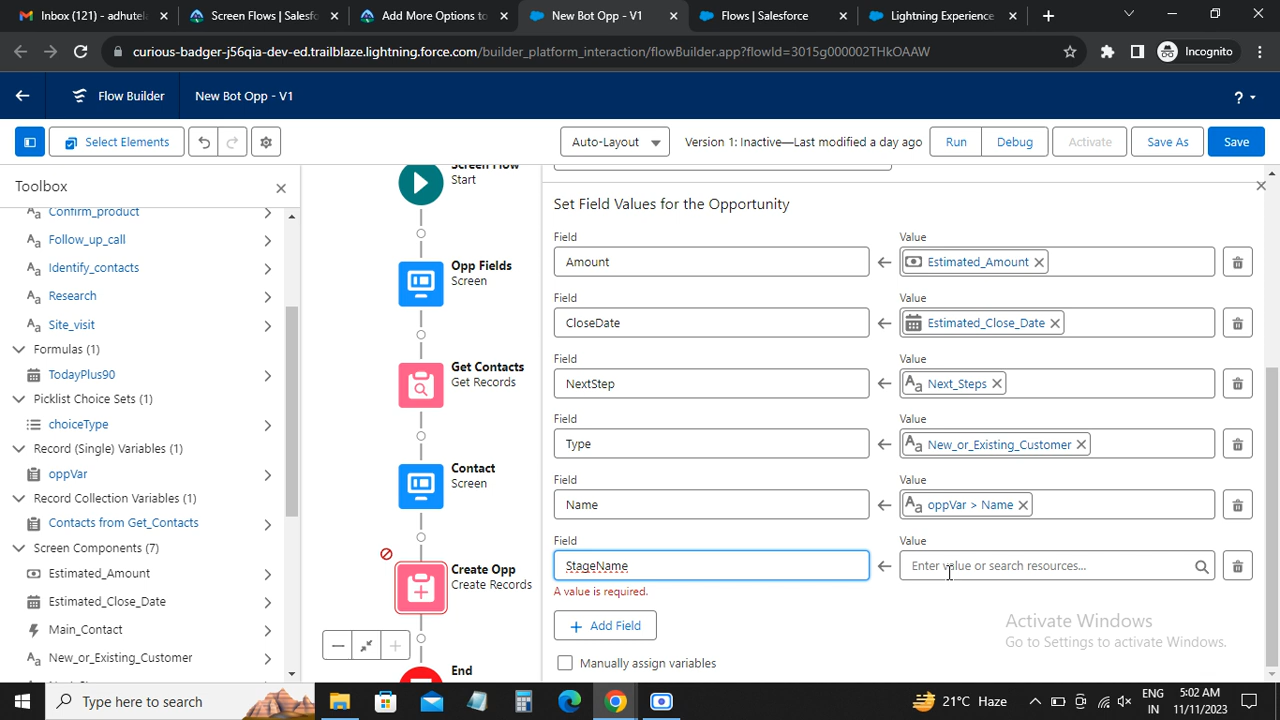 Inbox (121) - adhutel
Screen Flows | Salesf
Add More Options to
New Bot Opp - V1
Flows | Salesforce
Lightning Experience
curious-badger-j56qia-dev-ed.trailblaze.lightning.force.com/builder_platform_interaction/flowBuilder.app?flowId=3015g000002THkOAAW
Incognito
Flow Builder
New Bot Opp - V1
?
Select Elements
Auto-Layout
Version 1: Inactive—Last modified a day ago
Run
Debug
Activate
Save As
Save
Toolbox
Confirm_product
Follow_up_call
Identify_contacts
Research
Site_visit
Formulas (1)
TodayPlus90
Picklist Choice Sets (1)
choiceType
Record (Single) Variables (1)
oppVar
Record Collection Variables (1)
Contacts from Get_Contacts
Screen Components (7)
Estimated_Amount
Estimated_Close_Date
Main_Contact
New_or_Existing_Customer
Screen Flow
Start
Opp Fields
Screen
Get Contacts
Get Records
Contact
Screen
Create Opp
Create Records
End
Set Field Values for the Opportunity
Field Value
Amount Estimated_Amount
Field Value
CloseDate Estimated_Close_Date
Field Value
NextStep Aa Next_Steps
Field Value
Type Aa New_or_Existing_Customer
Field Value
Name Aa oppVar > Name
Field Value
StageName Enter value or search resources...
A value is required.
Add Field
Manually assign variables
Activate Windows
Go to Settings to activate Windows.
Type here to search
21°C Haze
ENG
IN
5:02 AM
11/11/2023